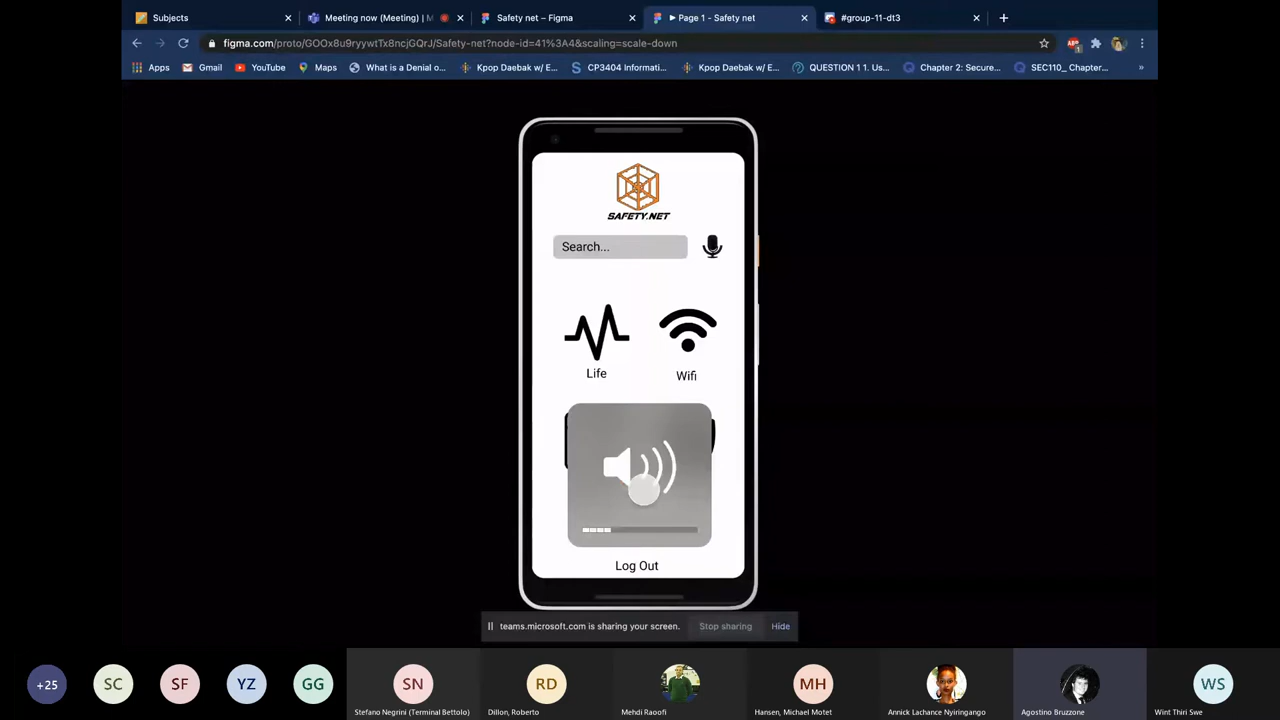 Subjects
Meeting now (Meeting) | M
Safety net – Figma
Page 1 - Safety net
#group-11-dt3
figma.com/proto/GOOx8u9ryywtTx8ncjGQrJ/Safety-net?node-id=41%3A4&scaling=scale-down
ABP
1
Apps
Gmail
YouTube
Maps
What is a Denial o...
Kpop Daebak w/ E...
CP3404 Informati...
Kpop Daebak w/ E...
QUESTION 1 1. Us...
Chapter 2: Secure...
SEC110_ Chapter...
»
SAFETY.NET
Search...
Life
Wifi
Log Out
teams.microsoft.com is sharing your screen.
Stop sharing
Hide
+25
SC
SF
YZ
GG
SN
RD
MH
WS
Stefano Negrini (Terminal Bettolo)
Dillon, Roberto
Mehdi Raoofi
Hansen, Michael Motet
Annick Lachance Nyiringango
Agostino Bruzzone
Wint Thiri Swe